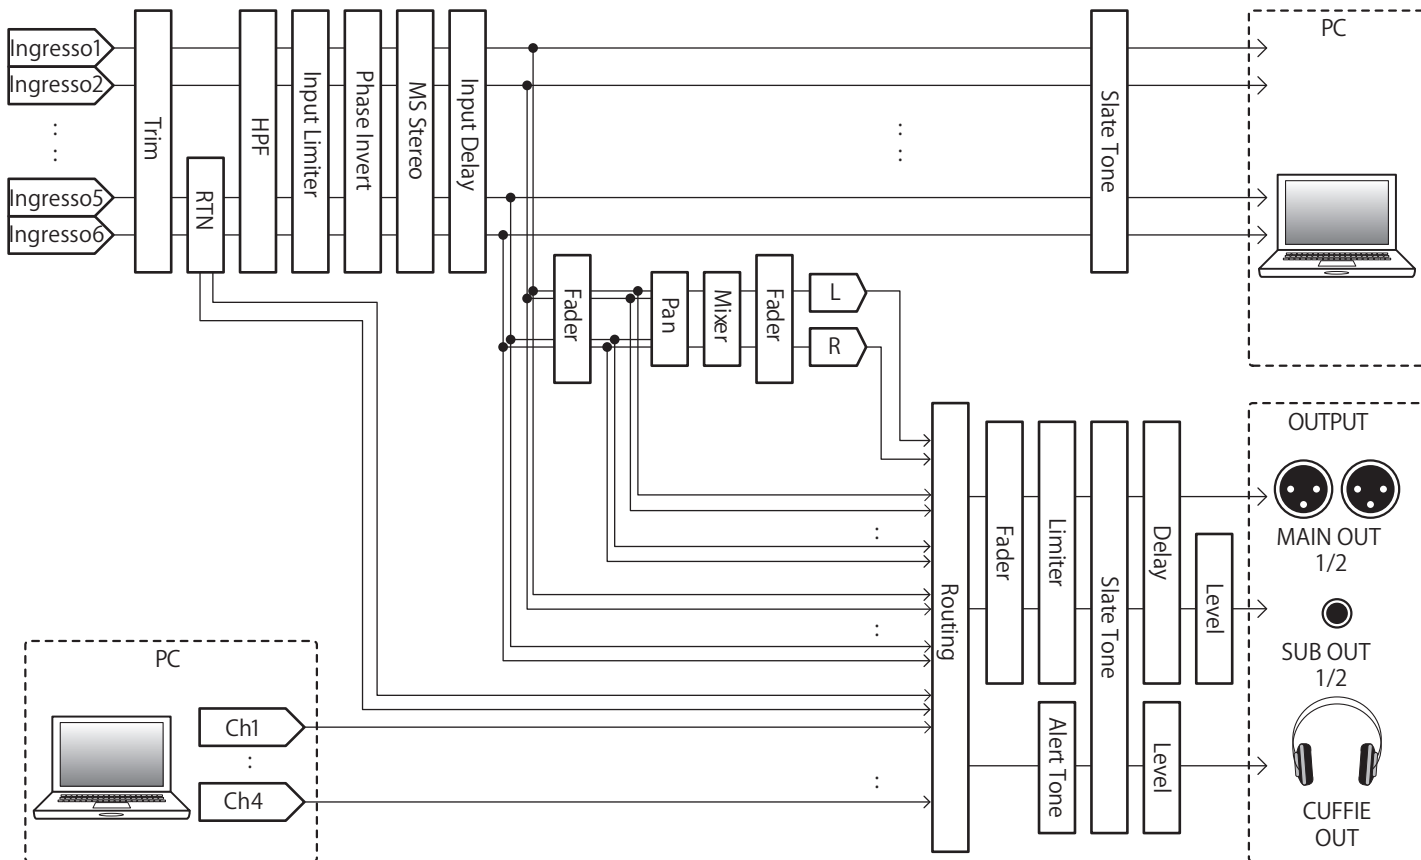 Ingresso1
Ingresso2
Ingresso5
Ingresso6
Trim
RTN
HPF
Input Limiter
Phase Invert
MS Stereo
Input Delay
Slate Tone
PC
Fader
Pan
Mixer
Fader
L
R
Routing
Fader
Limiter
Alert Tone
Slate Tone
Delay
Level
Level
OUTPUT
MAIN OUT
1/2
SUB OUT
1/2
CUFFIE
OUT
PC
Ch1
Ch4